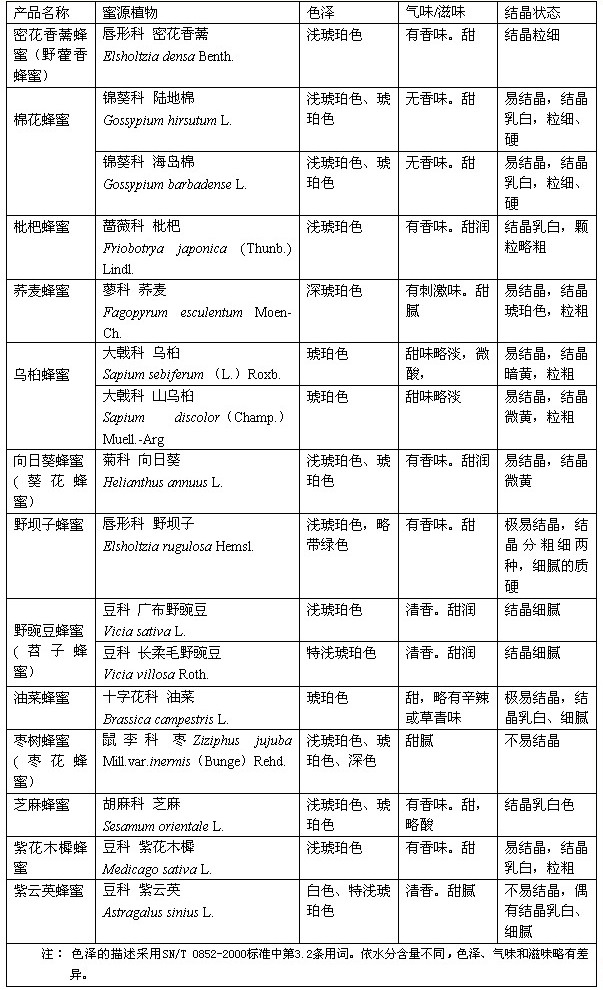 产品名称 蜜源植物 色泽 气味/滋味 结晶状态
密花香薷蜂蜜（野藿香蜂蜜） 唇形科 密花香薷 Elsholtzia densa Benth. 浅琥珀色 有香味。甜 结晶粒细
棉花蜂蜜 锦葵科 陆地棉 Gossypium hirsutum L. 浅琥珀色、琥珀色 无香味。甜 易结晶，结晶乳白，粒细、硬
锦葵科 海岛棉 Gossypium barbadense L. 浅琥珀色、琥珀色 无香味。甜 易结晶，结晶乳白，粒细、硬
枇杷蜂蜜 蔷薇科 枇杷 Friobotrya japonica (Thunb.) Lindl. 浅琥珀色 有香味。甜润 结晶乳白，颗粒略粗
荞麦蜂蜜 蓼科 荞麦 Fagopyrum esculentum Moen-Ch. 深琥珀色 有刺激味。甜腻 易结晶，结晶琥珀色，粒粗
乌桕蜂蜜 大戟科 乌桕 Sapium sebiferum （L.）Roxb. 琥珀色 甜味略淡，微酸， 易结晶，结晶暗黄，粒粗
大戟科 山乌桕 Sapium discolor（Champ.）Muell.-Arg 琥珀色 甜味略淡 易结晶，结晶微黄，粒粗
向日葵蜂蜜(葵花蜂蜜） 菊科 向日葵 Helianthus annuus L. 浅琥珀色、琥珀色 有香味。甜润 易结晶，结晶微黄
野坝子蜂蜜 唇形科 野坝子 Elsholtzia rugulosa Hemsl. 浅琥珀色，略带绿色 有香味。甜 极易结晶，结晶分粗细两种，细腻的质硬
野豌豆蜂蜜(苕子蜂蜜） 豆科 广布野豌豆 Vicia sativa L. 浅琥珀色 清香。甜润 结晶细腻
豆科 长柔毛野豌豆 Vicia villosa Roth. 特浅琥珀色 清香。甜润 结晶细腻
油菜蜂蜜 十字花科 油菜 Brassica campestris L. 琥珀色 甜，略有辛辣或草青味 极易结晶，结晶乳白、细腻
枣树蜂蜜(枣花蜂蜜） 鼠李科 枣 Ziziphus jujuba Mill.var.inermis（Bunge）Rehd. 浅琥珀色、琥珀色、深色 甜腻 不易结晶
芝麻蜂蜜 胡麻科 芝麻 Sesamum orientale L. 浅琥珀色、琥珀色 有香味。甜，略酸 结晶乳白色
紫花木樨蜂蜜 豆科 紫花木樨 Medicago sativa L. 浅琥珀色 有香味。甜 易结晶，结晶乳白，粒粗
紫云英蜂蜜 豆科 紫云英 Astragalus sinius L. 白色、特浅琥珀色 清香。甜腻 不易结晶，偶有结晶乳白、细腻
注： 色泽的描述采用SN/T 0852-2000标准中第3.2条用词。依水分含量不同，色泽、气味和滋味略有差异。